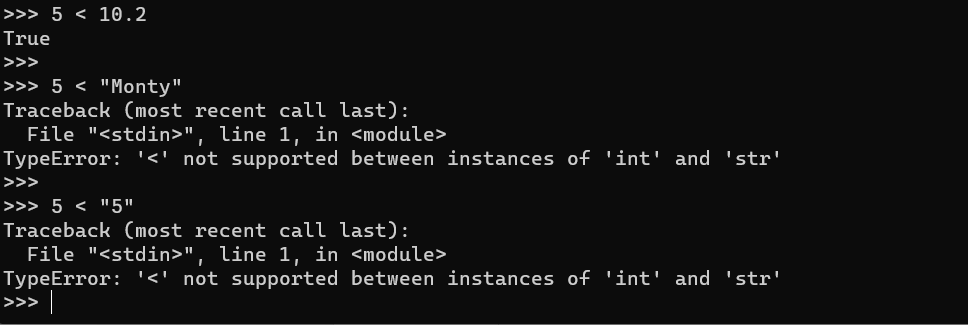 >>> 5 < 10.2
True
>>>
>>> 5 < "Monty"
Traceback (most recent call last):
  File "<stdin>", line 1, in <module>
TypeError: '<' not supported between instances of 'int' and 'str'
>>>
>>> 5 < "5"
Traceback (most recent call last):
  File "<stdin>", line 1, in <module>
TypeError: '<' not supported between instances of 'int' and 'str'
>>>